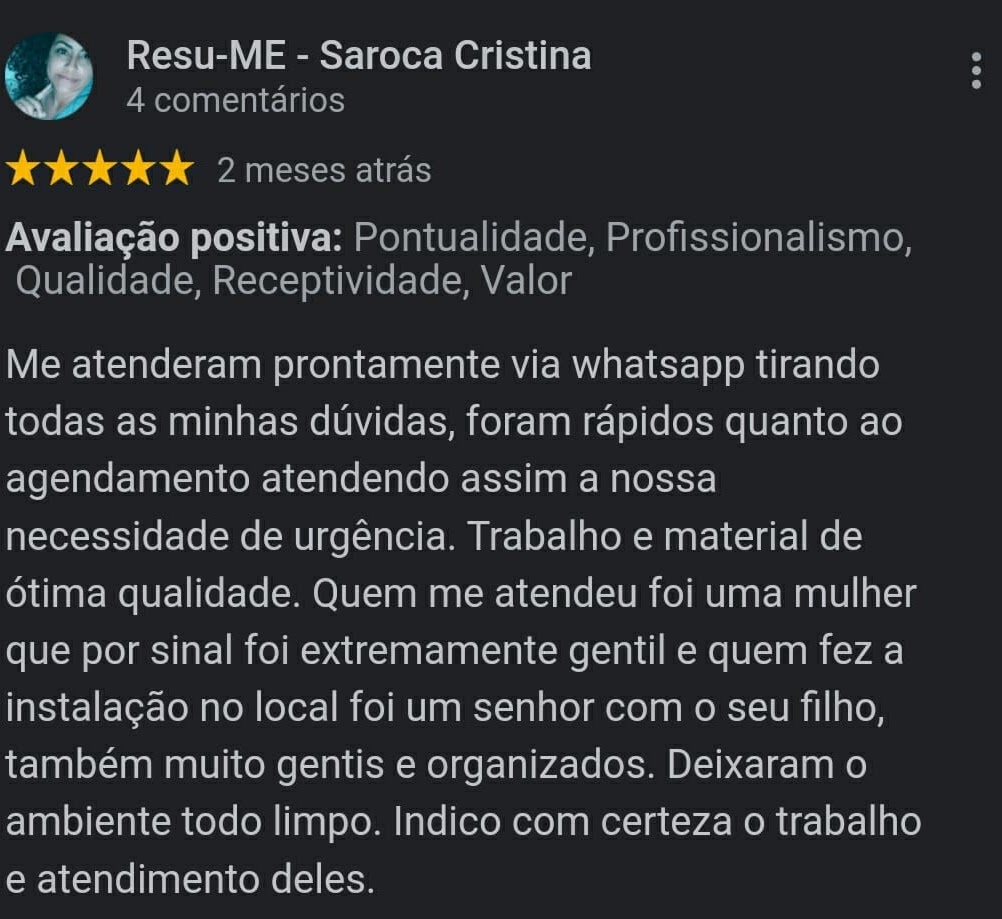 Resu-ME - Saroca Cristina
4 comentários
2 meses atrás
Avaliação positiva: Pontualidade, Profissionalismo,
Qualidade, Receptividade, Valor
Me atenderam prontamente via whatsapp tirando
todas as minhas dúvidas, foram rápidos quanto ao
agendamento atendendo assim a nossa
necessidade de urgência. Trabalho e material de
ótima qualidade. Quem me atendeu foi uma mulher
que por sinal foi extremamente gentil e quem fez a
instalação no local foi um senhor com o seu filho,
também muito gentis e organizados. Deixaram o
ambiente todo limpo. Indico com certeza o trabalho
e atendimento deles.